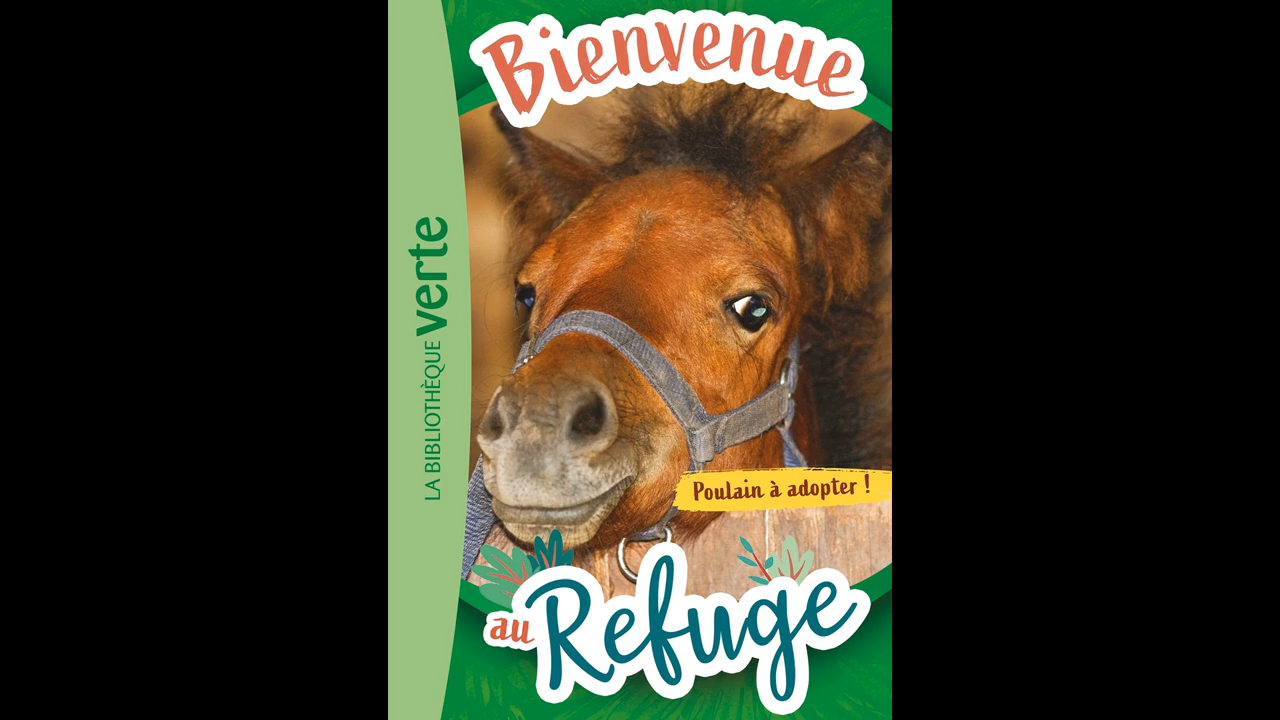 Bienvenue
LA BIBLIOTHÈQUE verte
Poulain à adopter !
au Refuge